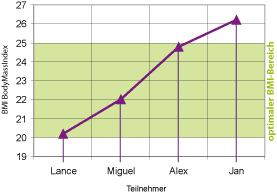 27
26
25
24
23
22
21
20
19
BMI BodyMassIndex
optimaler BMI-Bereich
Lance Miguel Alex Jan
Teilnehmer